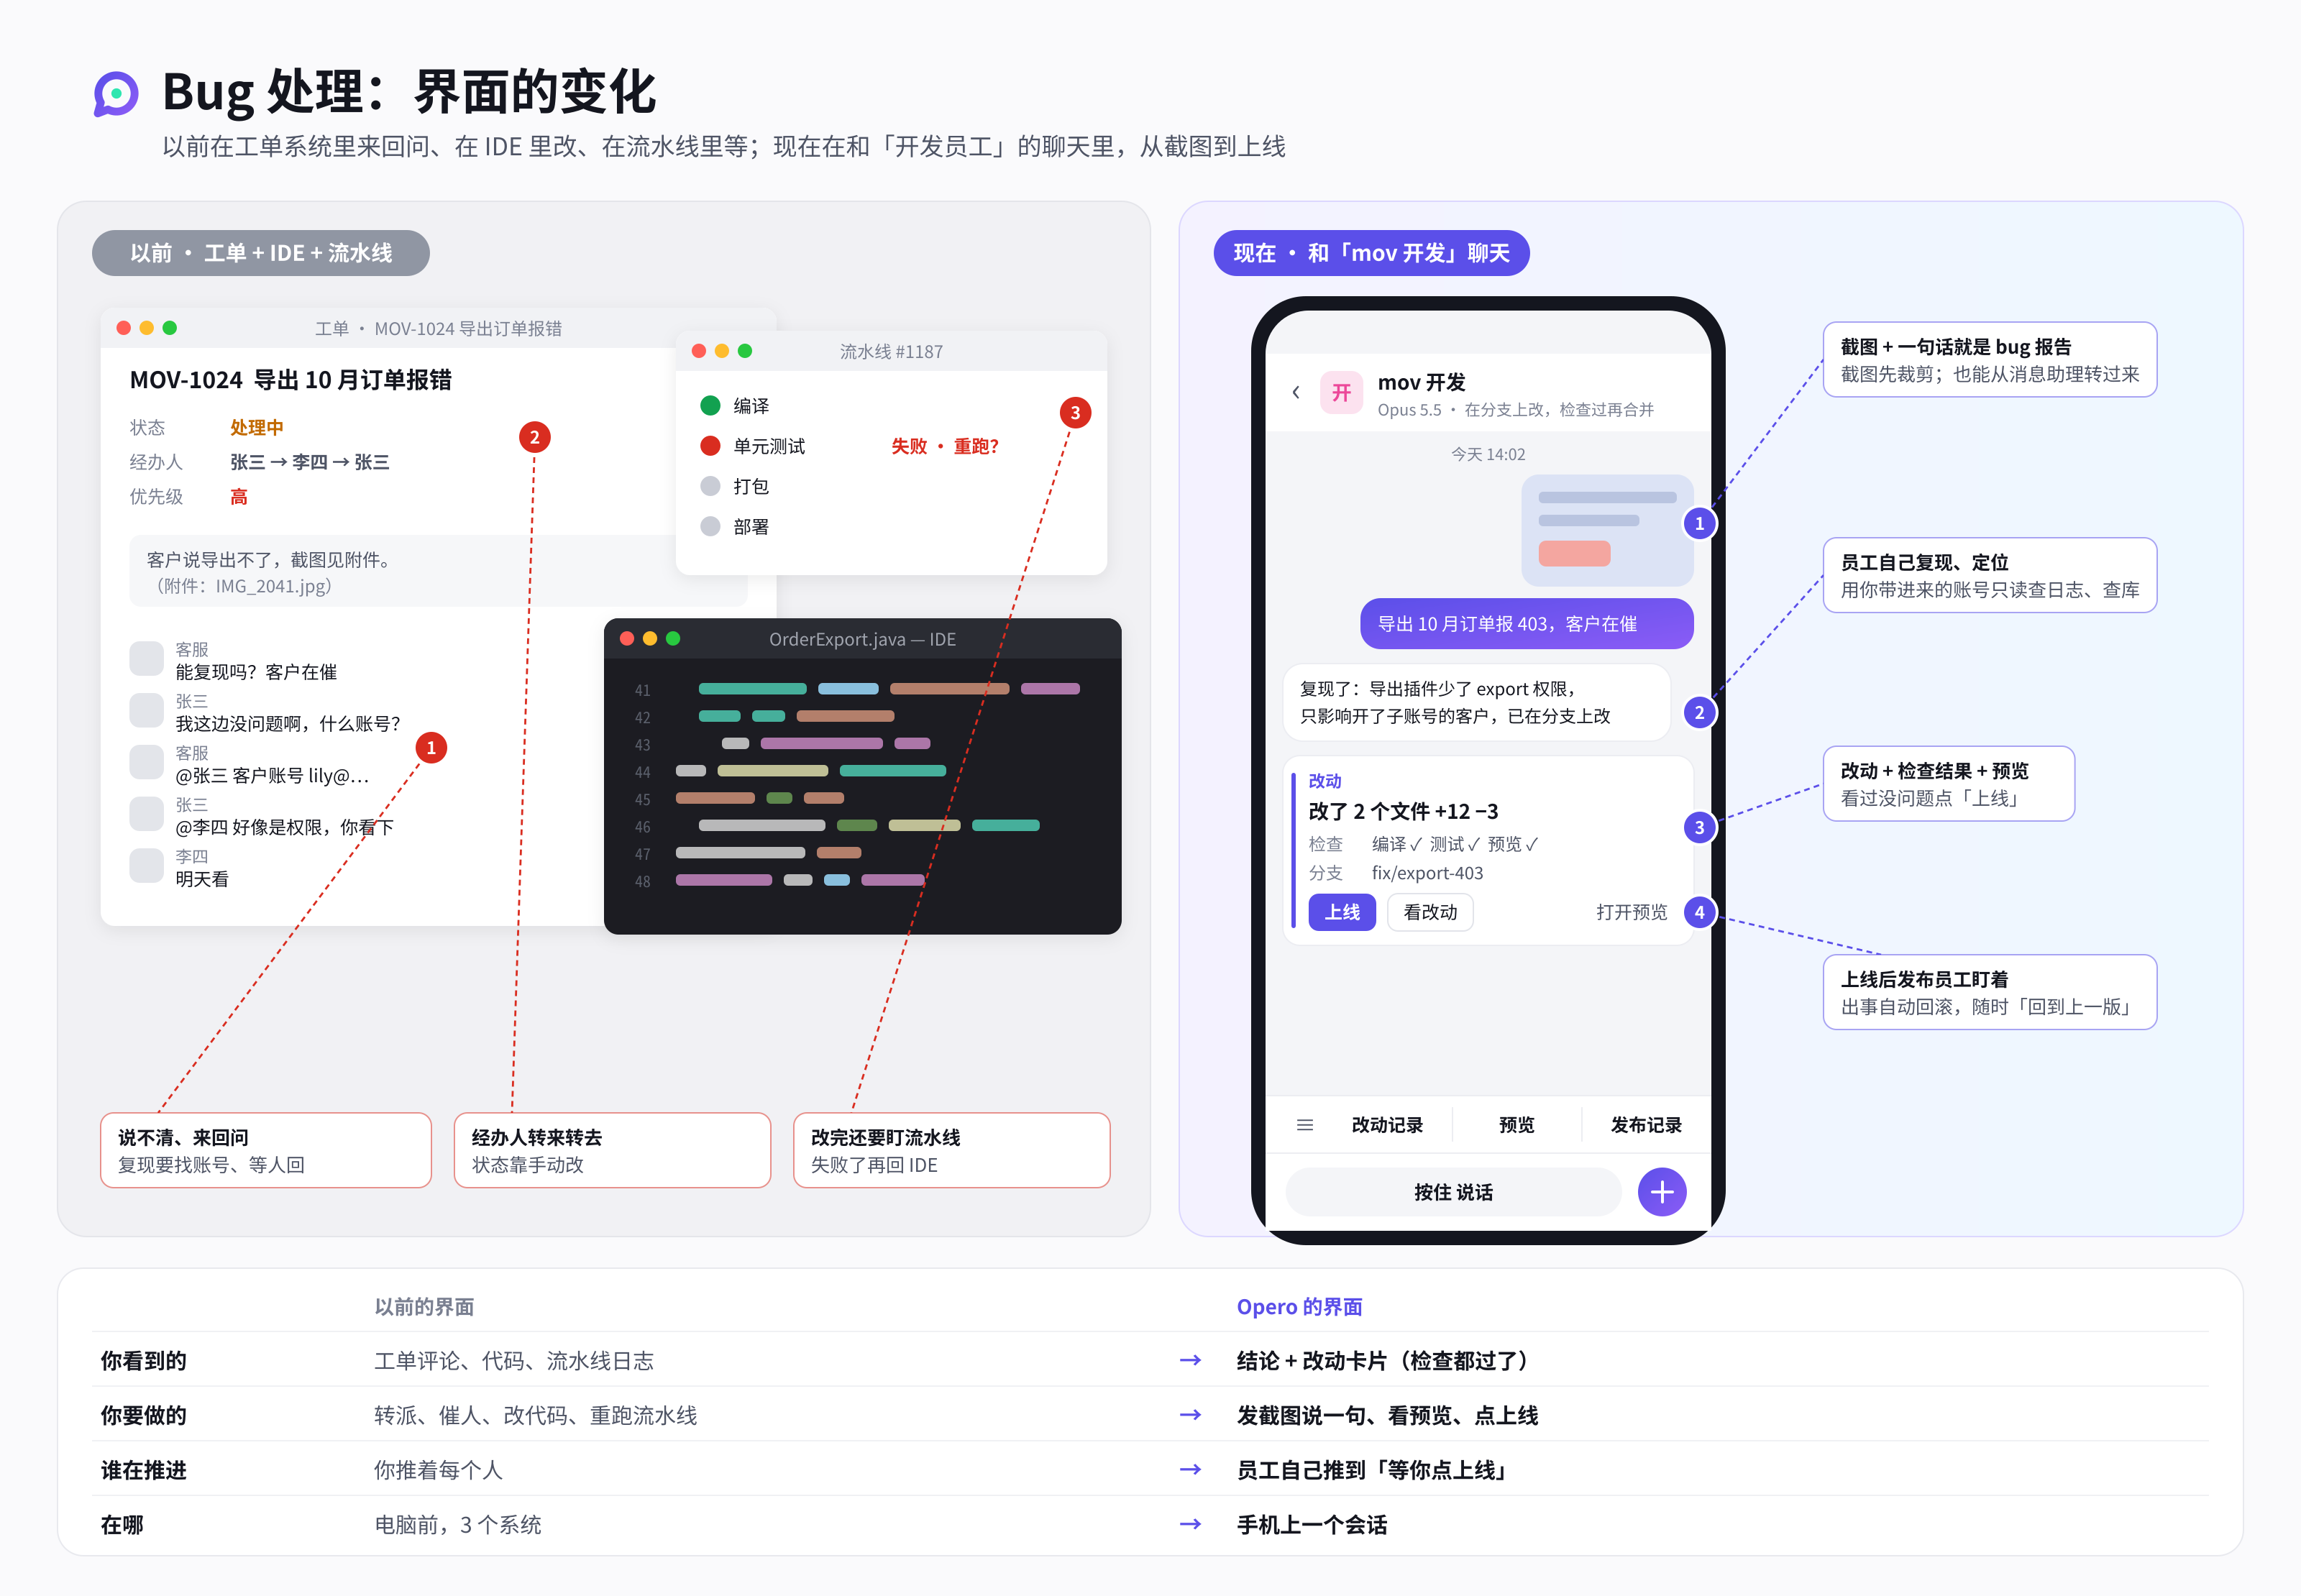 Bug 处理：界面的变化
以前在工单系统里来回问、在 IDE 里改、在流水线里等；现在在和「开发员工」的聊天里，从截图到上线
以前 · 工单 + IDE + 流水线
工单 · MOV-1024 导出订单报错
MOV-1024 导出 10 月订单报错
状态 处理中
经办人 张三 → 李四 → 张三
优先级 高
2
客户说导出不了，截图见附件。
（附件：IMG_2041.jpg）
客服
能复现吗？客户在催
张三
我这边没问题啊，什么账号？
1
客服
@张三 客户账号 lily@…
张三
@李四 好像是权限，你看下
李四
明天看
流水线 #1187
编译
3
单元测试 失败 · 重跑？
打包
部署
OrderExport.java — IDE
41
42
43
44
45
46
47
48
说不清、来回问
复现要找账号、等人回
经办人转来转去
状态靠手动改
改完还要盯流水线
失败了再回 IDE
现在 · 和「mov 开发」聊天
‹
开
mov 开发
Opus 5.5 · 在分支上改，检查过再合并
今天 14:02
1
导出 10 月订单报 403，客户在催
复现了：导出插件少了 export 权限，
只影响开了子账号的客户，已在分支上改
2
改动
改了 2 个文件 +12 −3
检查 编译 ✓ 测试 ✓ 预览 ✓
3
分支 fix/export-403
上线 看改动 打开预览
4
≡ 改动记录 预览 发布记录
按住 说话
截图 + 一句话就是 bug 报告
截图先裁剪；也能从消息助理转过来
员工自己复现、定位
用你带进来的账号只读查日志、查库
改动 + 检查结果 + 预览
看过没问题点「上线」
上线后发布员工盯着
出事自动回滚，随时「回到上一版」
以前的界面 Opero 的界面
你看到的 工单评论、代码、流水线日志 → 结论 + 改动卡片（检查都过了）
你要做的 转派、催人、改代码、重跑流水线 → 发截图说一句、看预览、点上线
谁在推进 你推着每个人 → 员工自己推到「等你点上线」
在哪 电脑前，3 个系统 → 手机上一个会话